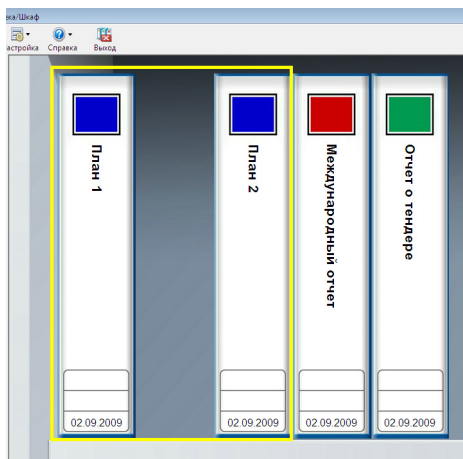 вка/Шкаф
астройка
Справка
Выход
План 1
План 2
Международный отчет
Отчет о тендере
02.09.2009
02.09.2009
02.09.2009
02.09.2009